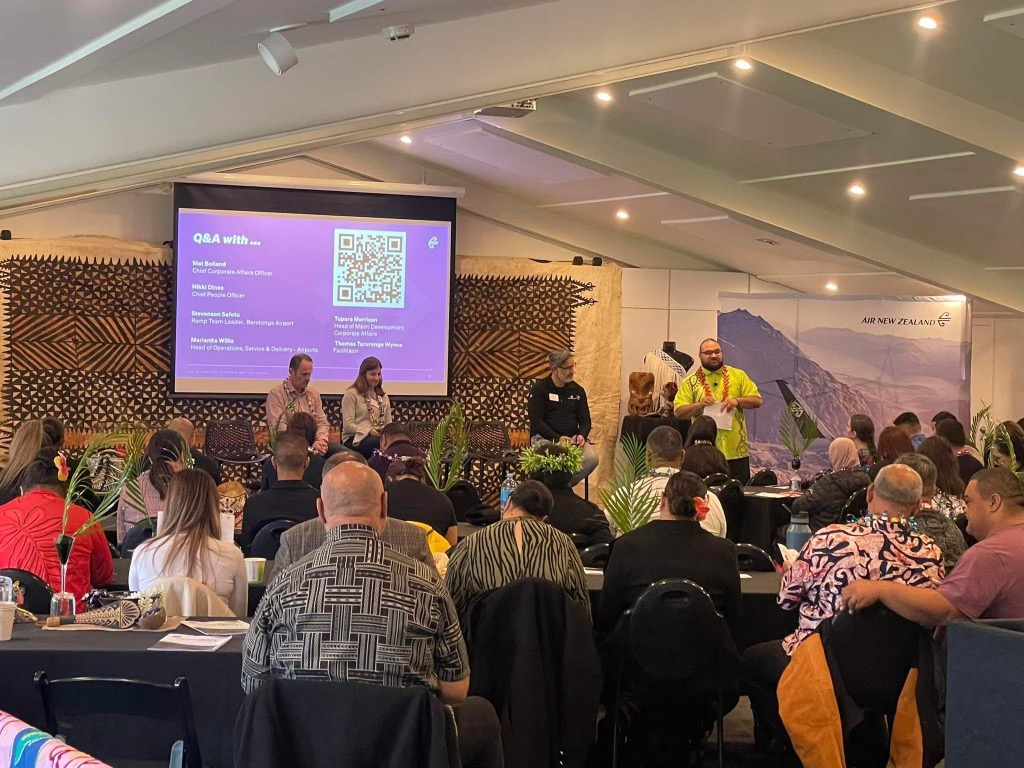 Q&A with ...
Mat Bolland
Chief Corporate Affairs Officer
Nikki Dines
Chief People Officer
Stevenson Safotu
Ramp Team Leader, Rarotonga Airport
Marianita Willis
Head of Operations, Service & Delivery - Airports
Tupara Morrison
Head of Māori Development,
Corporate Affairs
Thomas Tarurongo Wynne
Facilitator
AIR NEW ZEALAND